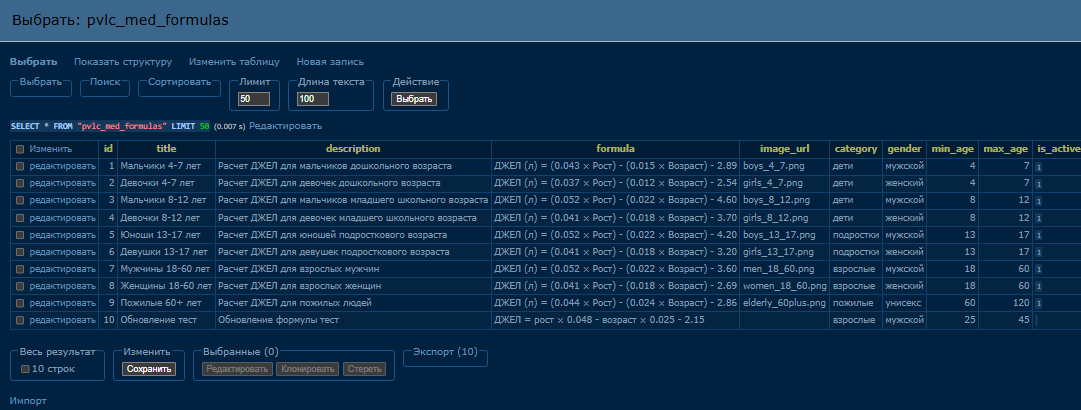 Выбрать: pvlc_med_formulas
Выбрать Показать структуру Изменить таблицу Новая запись
Выбрать Поиск Сортировать Лимит Длина текста Действие
50 100 Выбрать
SELECT * FROM "pvlc_med_formulas" LIMIT 50 (0.007 s) Редактировать
Изменить id title description formula image_url category gender min_age max_age is_active
редактировать 1 Мальчики 4-7 лет Расчет ДЖЕЛ для мальчиков дошкольного возраста ДЖЕЛ (л) = (0.043 × Рост) - (0.015 × Возраст) - 2.89 boys_4_7.png дети мужской 4 7 1
редактировать 2 Девочки 4-7 лет Расчет ДЖЕЛ для девочек дошкольного возраста ДЖЕЛ (л) = (0.037 × Рост) - (0.012 × Возраст) - 2.54 girls_4_7.png дети женский 4 7 1
редактировать 3 Мальчики 8-12 лет Расчет ДЖЕЛ для мальчиков младшего школьного возраста ДЖЕЛ (л) = (0.052 × Рост) - (0.022 × Возраст) - 4.60 boys_8_12.png дети мужской 8 12 1
редактировать 4 Девочки 8-12 лет Расчет ДЖЕЛ для девочек младшего школьного возраста ДЖЕЛ (л) = (0.041 × Рост) - (0.018 × Возраст) - 3.70 girls_8_12.png дети женский 8 12 1
редактировать 5 Юноши 13-17 лет Расчет ДЖЕЛ для юношей подросткового возраста ДЖЕЛ (л) = (0.052 × Рост) - (0.022 × Возраст) - 4.20 boys_13_17.png подростки мужской 13 17 1
редактировать 6 Девушки 13-17 лет Расчет ДЖЕЛ для девушек подросткового возраста ДЖЕЛ (л) = (0.041 × Рост) - (0.018 × Возраст) - 3.20 girls_13_17.png подростки женский 13 17 1
редактировать 7 Мужчины 18-60 лет Расчет ДЖЕЛ для взрослых мужчин ДЖЕЛ (л) = (0.052 × Рост) - (0.022 × Возраст) - 3.60 men_18_60.png взрослые мужской 18 60 1
редактировать 8 Женщины 18-60 лет Расчет ДЖЕЛ для взрослых женщин ДЖЕЛ (л) = (0.041 × Рост) - (0.018 × Возраст) - 2.69 women_18_60.png взрослые женский 18 60 1
редактировать 9 Пожилые 60+ лет Расчет ДЖЕЛ для пожилых людей ДЖЕЛ (л) = (0.044 × Рост) - (0.024 × Возраст) - 2.86 elderly_60plus.png пожилые унисекс 60 120 1
редактировать 10 Обновление тест Обновление формулы тест ДЖЕЛ = рост × 0.048 - возраст × 0.025 - 2.15 взрослые мужской 25 45
Весь результат Изменить Выбранные (0) Экспорт (10)
10 строк Сохранить Редактировать Клонировать Стереть
Импорт